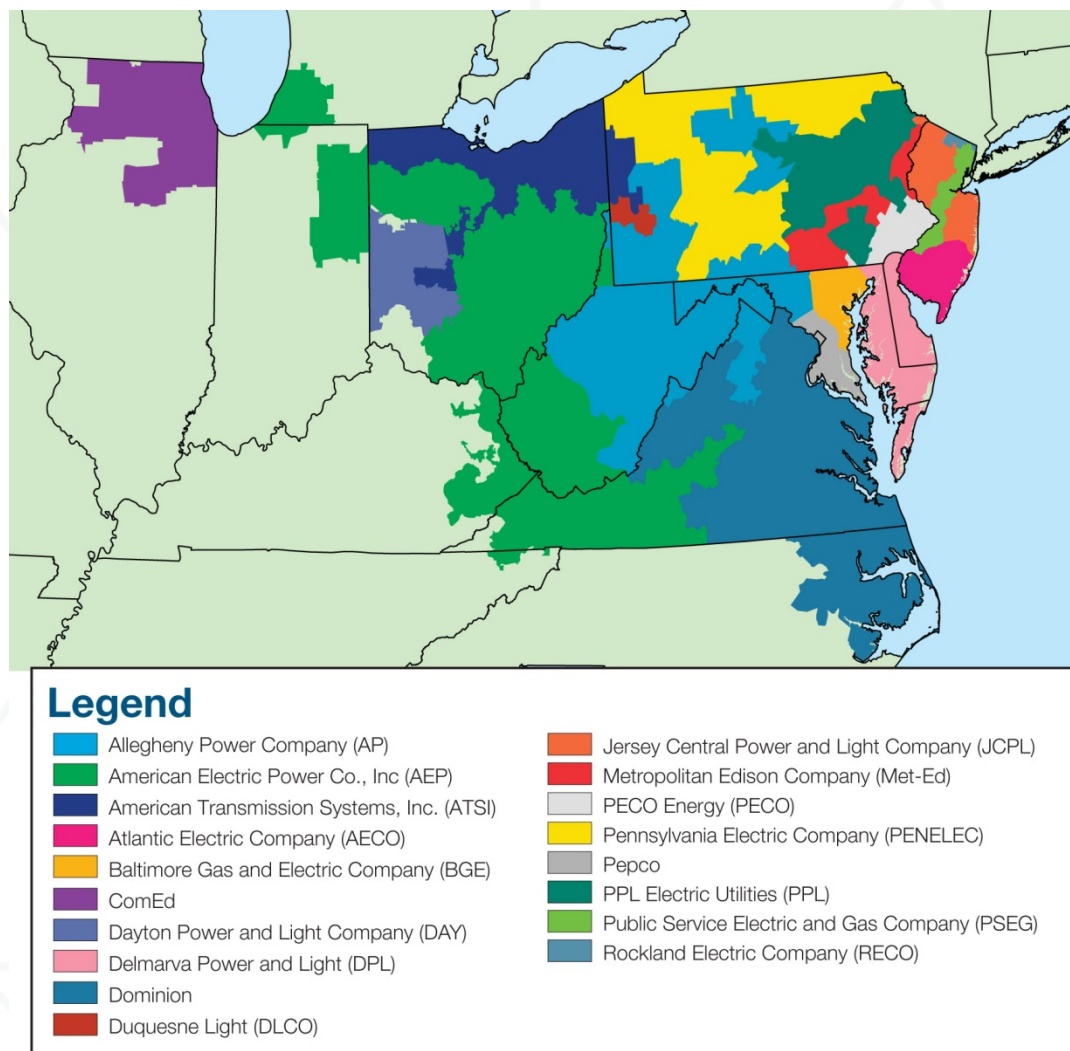 Legend
Allegheny Power Company (AP)
American Electric Power Co., Inc (AEP)
American Transmission Systems, Inc. (ATSI)
Atlantic Electric Company (AECO)
Baltimore Gas and Electric Company (BGE)
ComEd
Dayton Power and Light Company (DAY)
Delmarva Power and Light (DPL)
Dominion
Duquesne Light (DLCO)
Jersey Central Power and Light Company (JCPL)
Metropolitan Edison Company (Met-Ed)
PECO Energy (PECO)
Pennsylvania Electric Company (PENELEC)
Pepco
PPL Electric Utilities (PPL)
Public Service Electric and Gas Company (PSEG)
Rockland Electric Company (RECO)